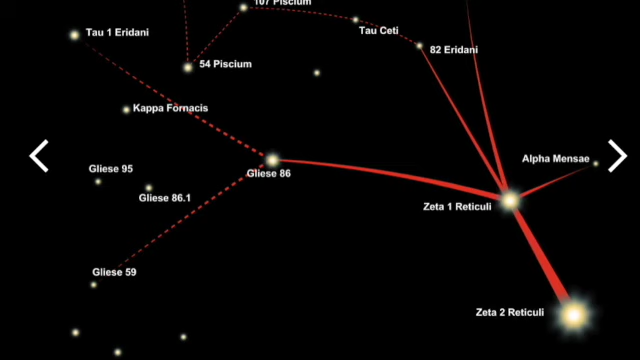 107 Piscium
Tau 1 Eridani
Tau Ceti
82 Eridani
54 Piscium
Kappa Fornacis
Alpha Mensae
Gliese 95
Gliese 86
Gliese 86.1
Zeta 1 Reticuli
Gliese 59
Zeta 2 Reticuli